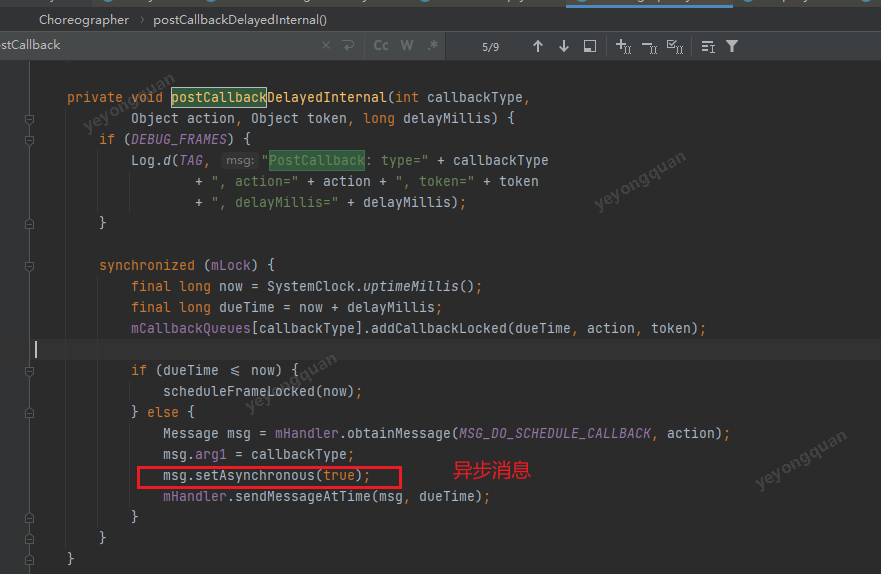 Choreographer › postCallbackDelayedInternal()
stCallback × Cc W .* 5/9
private void postCallbackDelayedInternal(int callbackType,
Object action, Object token, long delayMillis) {
if (DEBUG_FRAMES) {
Log.d(TAG, msg: "PostCallback: type=" + callbackType
+ ", action=" + action + ", token=" + token
+ ", delayMillis=" + delayMillis);
}
synchronized (mLock) {
final long now = SystemClock.uptimeMillis();
final long dueTime = now + delayMillis;
mCallbackQueues[callbackType].addCallbackLocked(dueTime, action, token);
if (dueTime <= now) {
scheduleFrameLocked(now);
} else {
Message msg = mHandler.obtainMessage(MSG_DO_SCHEDULE_CALLBACK, action);
msg.arg1 = callbackType;
msg.setAsynchronous(true); 异步消息
mHandler.sendMessageAtTime(msg, dueTime);
}
}
}
yeyongquan
yeyongquan
yeyongquan
yeyongquan